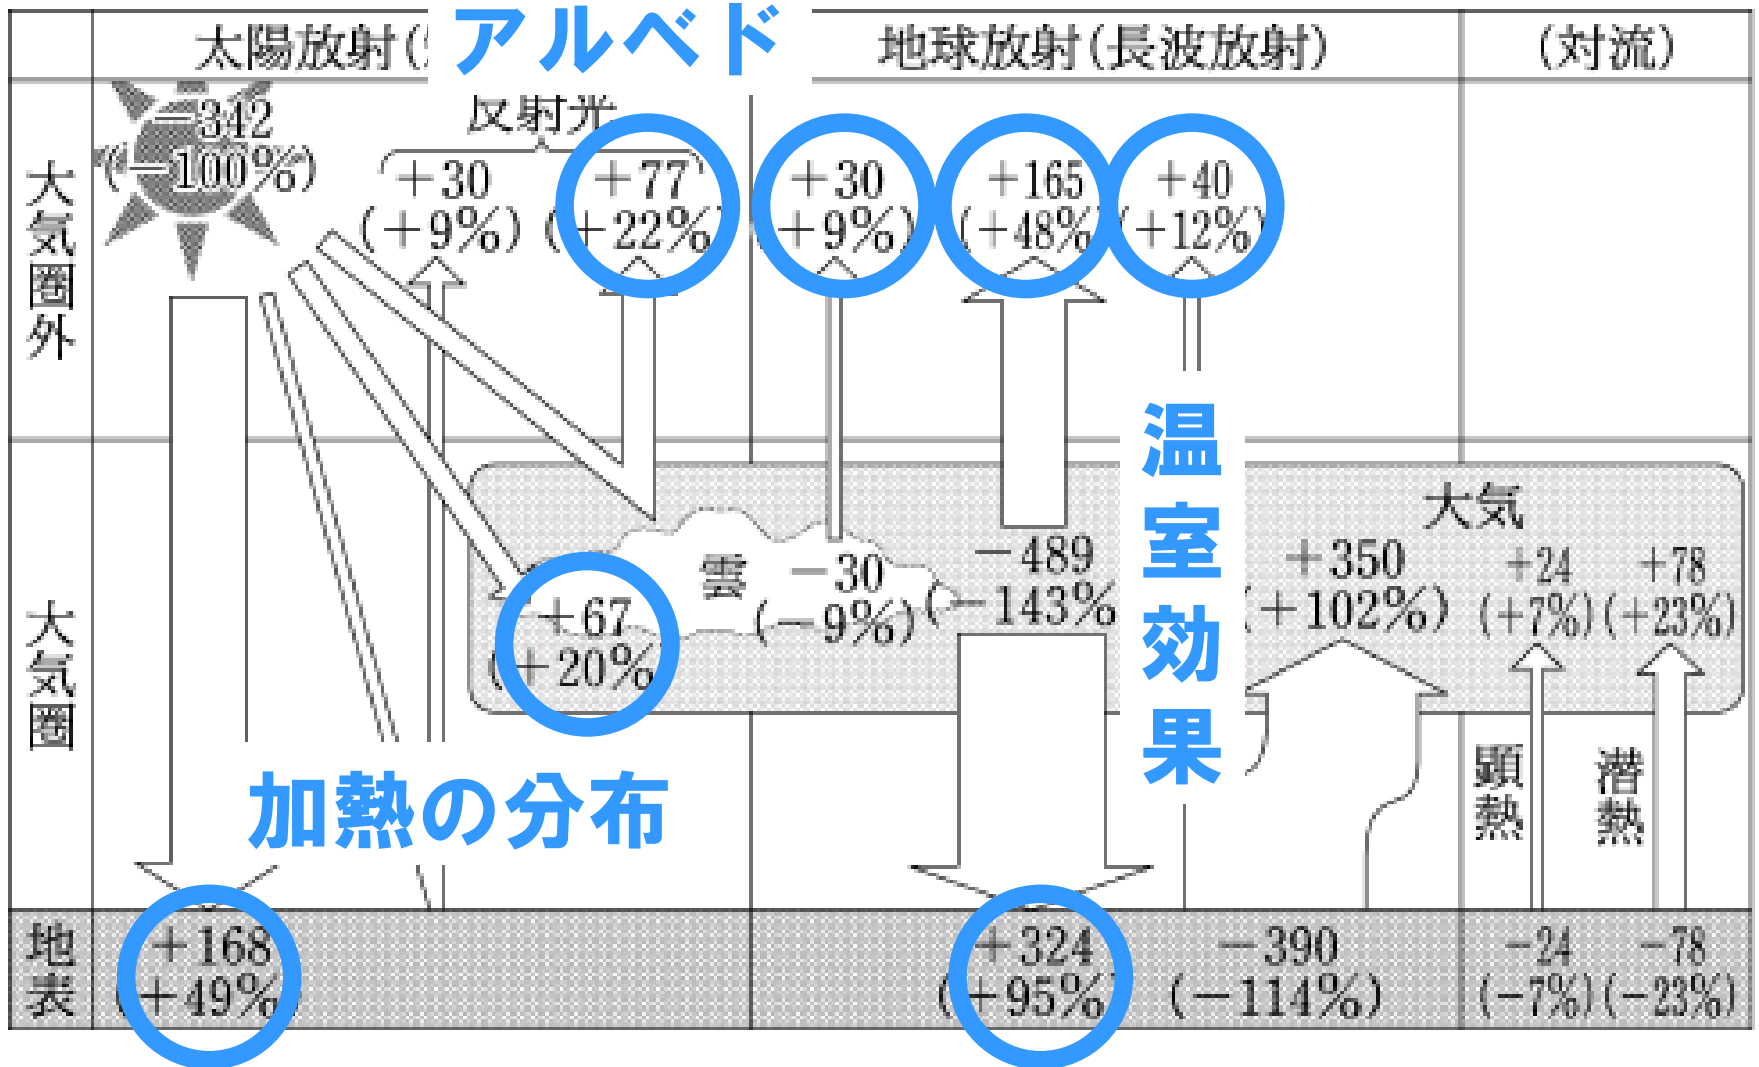 太陽放射(
アルベド
地球放射(長波放射)
(対流)
大気圏外
−342
(−100%)
反射光
+30
(+9%)
+77
(+22%)
+30
(+9%)
+165
(+48%)
+40
(+12%)
温室効果
大気圏
大気
雲
+67
(+20%)
−30
(−9%)
−489
(−143%
+350
(+102%)
+24
(+7%)
+78
(+23%)
顕熱
潜熱
加熱の分布
地表
+168
(+49%)
+324
(+95%)
−390
(−114%)
−24
(−7%)
−78
(−23%)